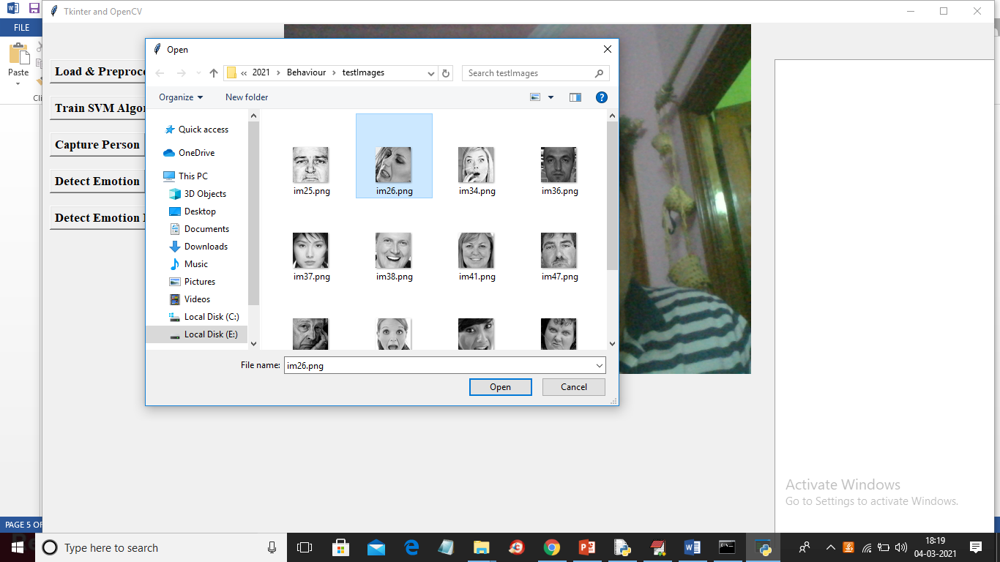 Tkinter and OpenCV
FILE
Paste
Load & Preproce
Train SVM Algor
Capture Person
Detect Emotion
Detect Emotion
Open
« 2021 > Behaviour > testImages
Search testImages
Organize
New folder
Quick access
OneDrive
This PC
3D Objects
Desktop
Documents
Downloads
Music
Pictures
Videos
Local Disk (C:)
Local Disk (E:)
im25.png
im26.png
im34.png
im36.png
im37.png
im38.png
im41.png
im47.png
File name: im26.png
Open
Cancel
Activate Windows
Go to Settings to activate Windows.
PAGE 5 OF
Type here to search
18:19
04-03-2021